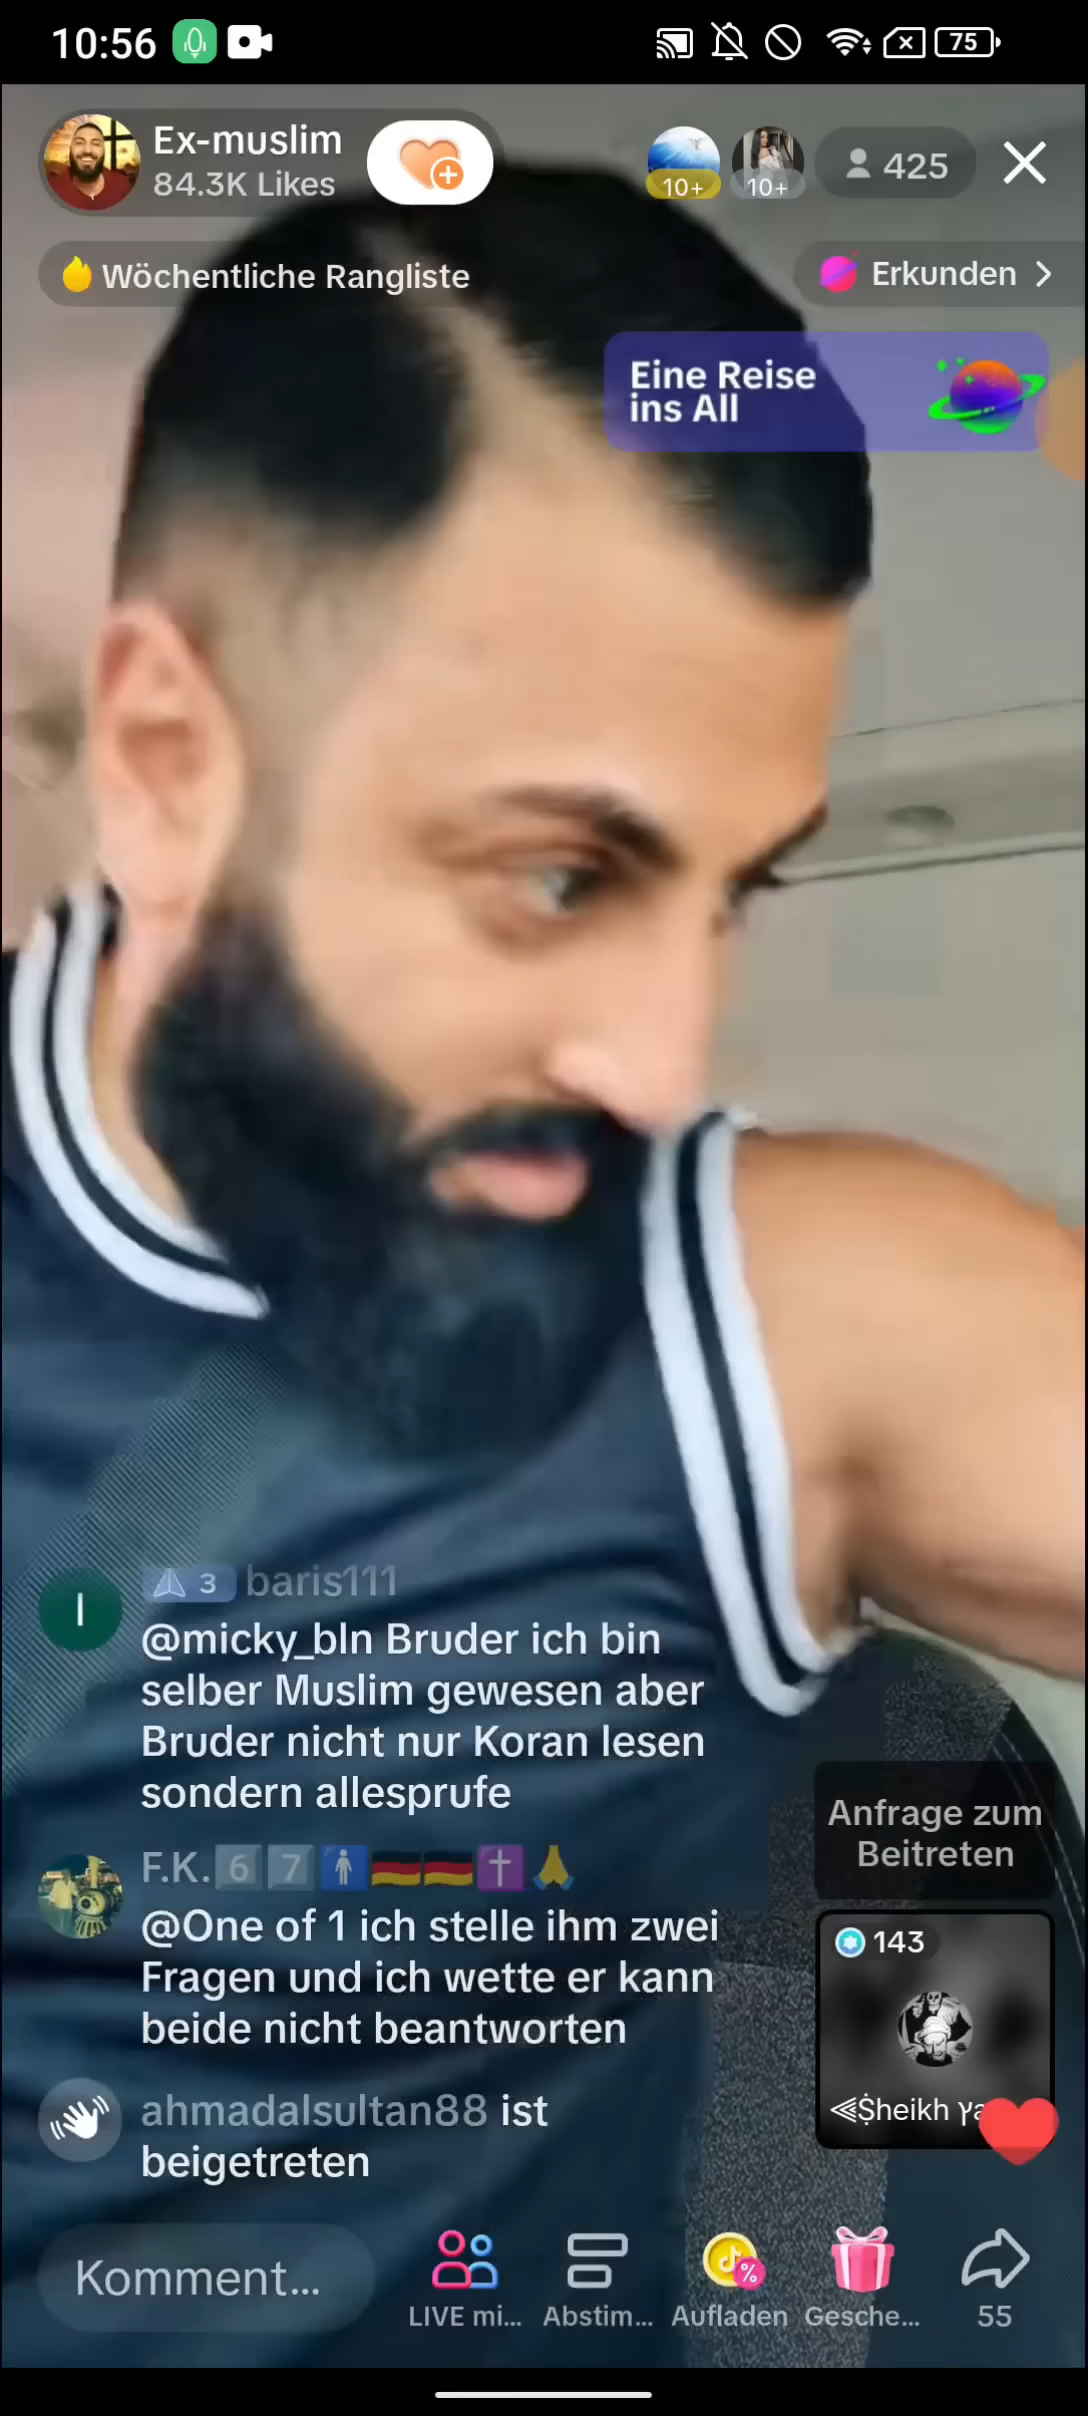 10:56
75
Ex-muslim
84.3K Likes
10+
10+
425
Wöchentliche Rangliste
Erkunden
Eine Reise
ins All
I
3 baris111
@micky_bln Bruder ich bin
selber Muslim gewesen aber
Bruder nicht nur Koran lesen
sondern allesprufe
F.K.6️⃣7️⃣🚹🇩🇪🇩🇪✝️🙏
@One of 1 ich stelle ihm zwei
Fragen und ich wette er kann
beide nicht beantworten
ahmadalsultan88 ist
beigetreten
Anfrage zum
Beitreten
143
⋘Ṩheikh
Komment...
LIVE mi...
Abstim...
Aufladen
Gesche...
55